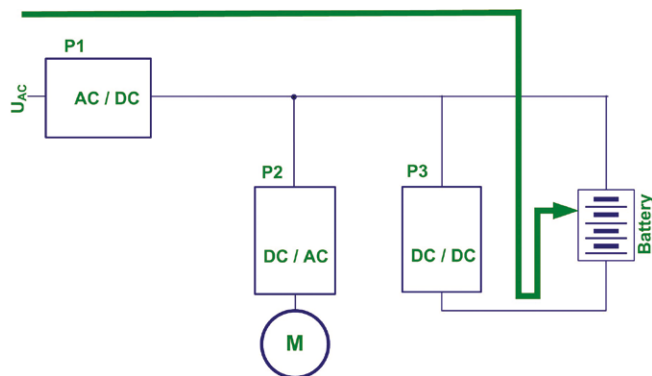 P1
U_AC
AC / DC
P2
P3
DC / AC
DC / DC
Battery
M